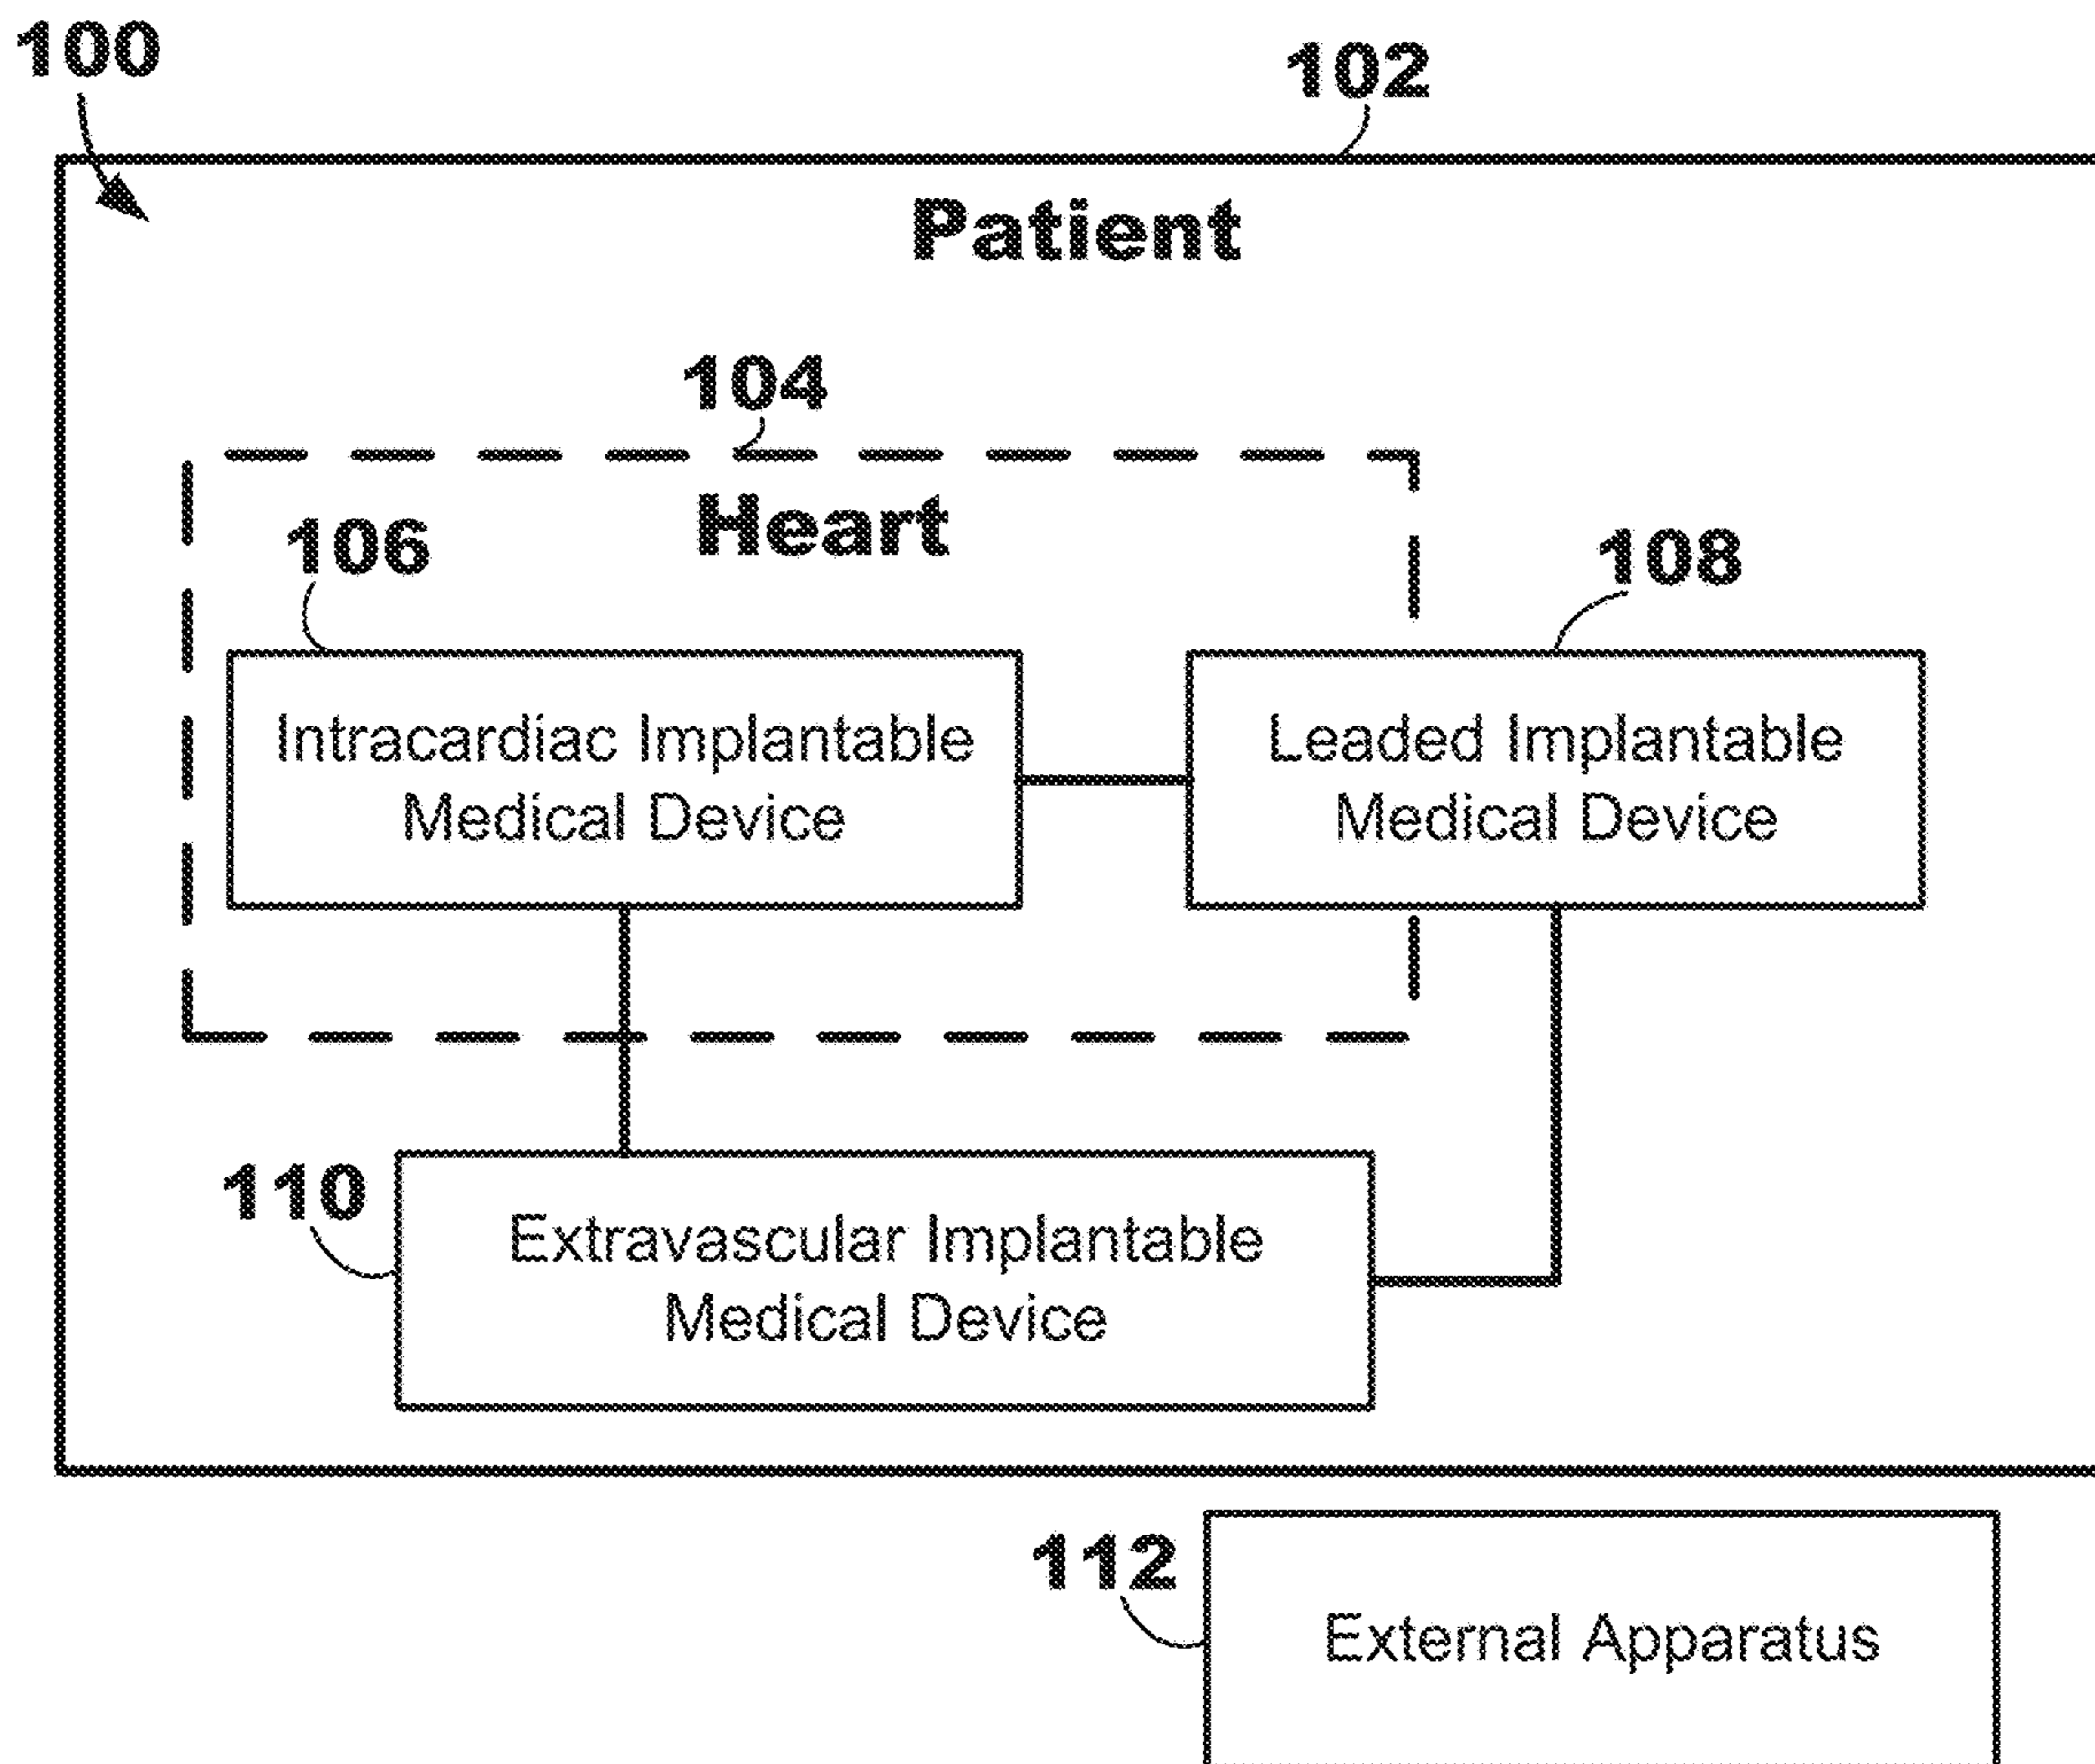 100
102
Patient
104
Heart
106
108
Intracardiac Implantable
Medical Device
Leaded Implantable
Medical Device
110
Extravascular Implantable
Medical Device
112
External Apparatus